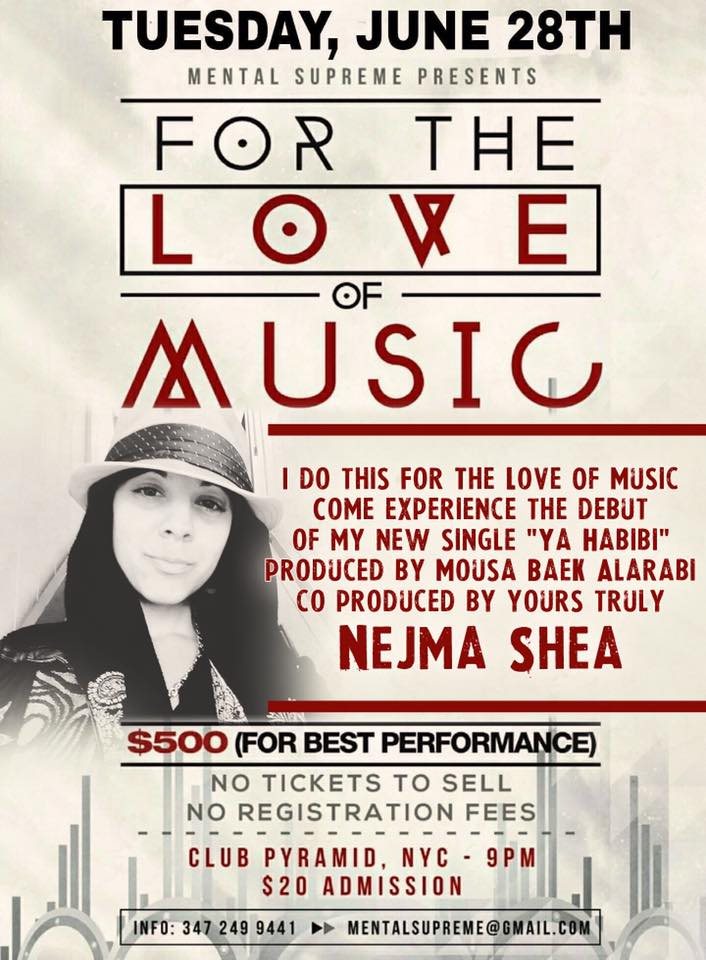 TUESDAY, JUNE 28TH
MENTAL SUPREME PRESENTS
FOR THE
LOVE
OF
MUSIC
I DO THIS FOR THE LOVE OF MUSIC
COME EXPERIENCE THE DEBUT
OF MY NEW SINGLE "YA HABIBI"
PRODUCED BY MOUSA BAEK ALARABI
CO PRODUCED BY YOURS TRULY
NEJMA SHEA
$500 (FOR BEST PERFORMANCE)
NO TICKETS TO SELL
NO REGISTRATION FEES
CLUB PYRAMID, NYC - 9PM
$20 ADMISSION
INFO: 347 249 9441 ▶▶ MENTALSUPREME@GMAIL.COM